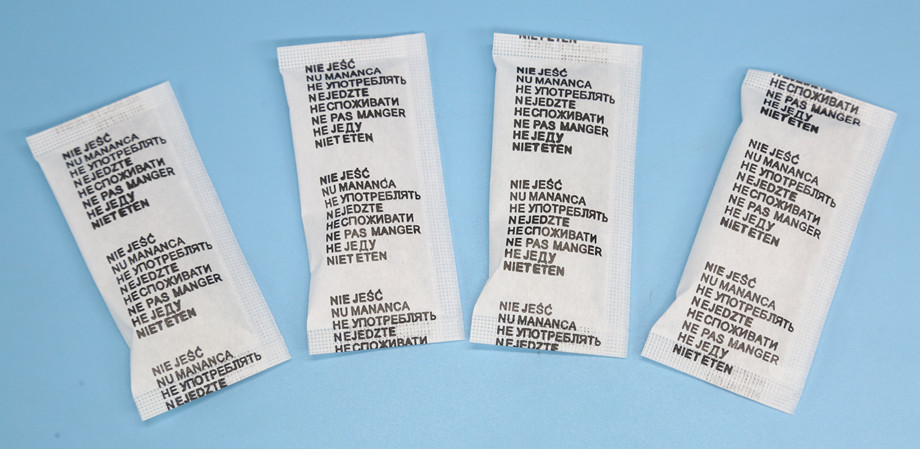 NIE JEŚĆ
NU MANANCA
НЕ УПОТРЕБЛЯТЬ
NEJEDZTE
НЕСПОЖИВАТИ
NE PAS MANGER
НЕ ЈЕДУ
NIET ETEN
NIE JEŚĆ
NU MANANCA
НЕ УПОТРЕБЛЯТЬ
NEJEDZTE
НЕСПОЖИВАТИ
NE PAS MANGER
НЕ ЈЕДУ
NIET ETEN
NIE JEŚĆ
NU MANANCA
НЕ УПОТРЕБЛЯТЬ
NEJEDZTE
NIE JEŚĆ
NU MANANCA
НЕ УПОТРЕБЛЯТЬ
NEJEDZTE
НЕСПОЖИВАТИ
NE PAS MANGER
НЕ ЈЕДУ
NIET ETEN
NIE JEŚĆ
NU MANANCA
НЕ УПОТРЕБЛЯТЬ
NEJEDZTE
НЕСПОЖИВАТИ
NE PAS MANGER
НЕ ЈЕДУ
NIET ETEN
NIE JEŚĆ
NU MANANCA
НЕ УПОТРЕБЛЯТЬ
NEJEDZTE
НЕСПОЖИВАТИ
NIET ETEN
NIE JEŚĆ
NU MANANCA
НЕ УПОТРЕБЛЯТЬ
NEJEDZTE
НЕСПОЖИВАТИ
NE PAS MANGER
НЕ ЈЕДУ
NIET ETEN
NIE JEŚĆ
NU MANANCA
НЕ УПОТРЕБЛЯТЬ
NEJEDZTE
НЕСПОЖИВАТИ
NE PAS MANGER
НЕ ЈЕДУ
NIET ETEN
NIE JEŚĆ
NU MANANCA
НЕ УПОТРЕБЛЯТЬ
NEJEDZTE
NEJEDZTE
НЕСПОЖИВАТИ
NE PAS MANGER
НЕ ЈЕДУ
NIET ETEN
NIE JEŚĆ
NU MANANCA
НЕ УПОТРЕБЛЯТЬ
NEJEDZTE
НЕСПОЖИВАТИ
NE PAS MANGER
НЕ ЈЕДУ
NIET ETEN
NIE JEŚĆ
NU MANANCA
НЕ УПОТРЕБЛЯТЬ
NEJEDZTE
НЕСПОЖИВАТИ
NE PAS MANGER
НЕ ЈЕДУ
NIET ETEN